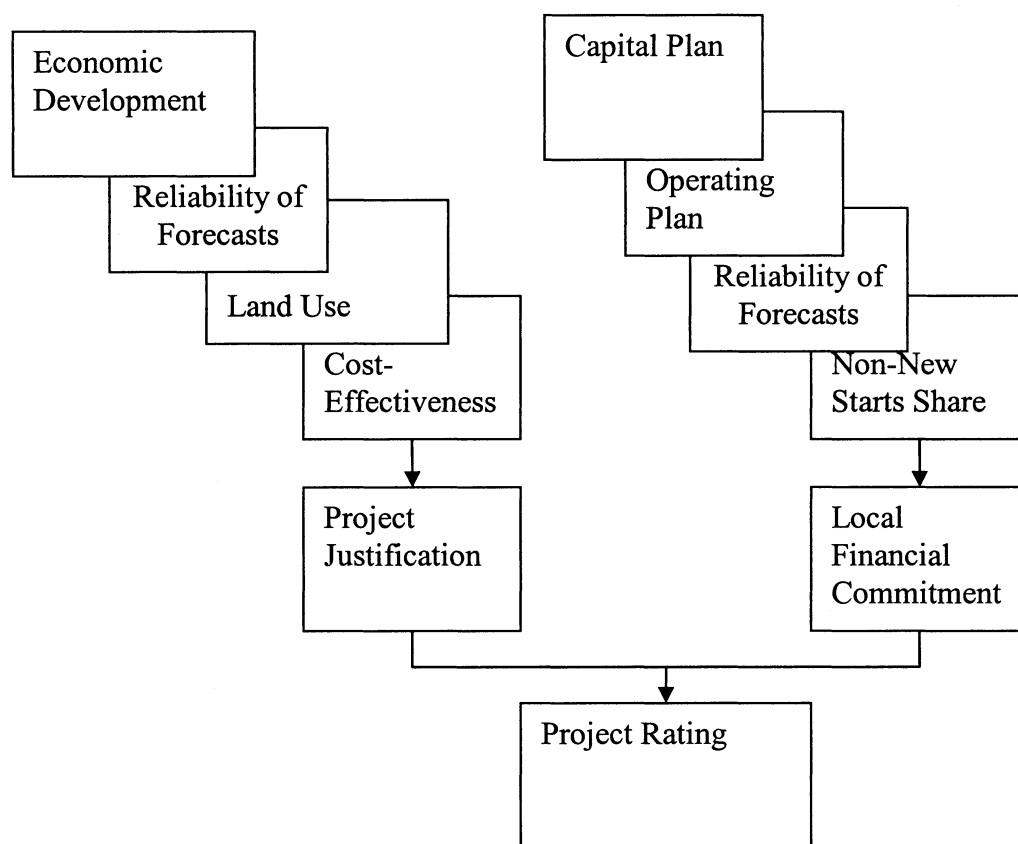 Economic
Development
Reliability of
Forecasts
Land Use
Cost-
Effectiveness
Capital Plan
Operating
Plan
Reliability of
Forecasts
Non-New
Starts Share
Project
Justification
Local
Financial
Commitment
Project Rating